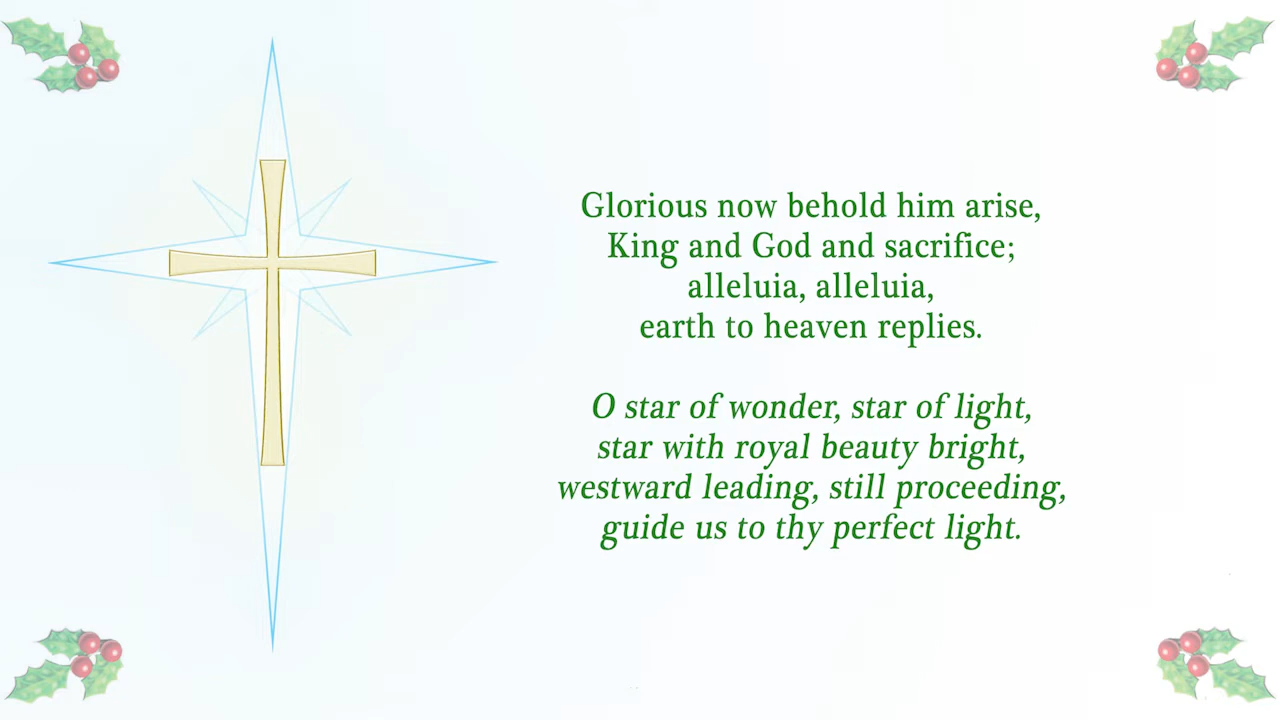 Glorious now behold him arise,
King and God and sacrifice;
alleluia, alleluia,
earth to heaven replies.
O star of wonder, star of light,
star with royal beauty bright,
westward leading, still proceeding,
guide us to thy perfect light.